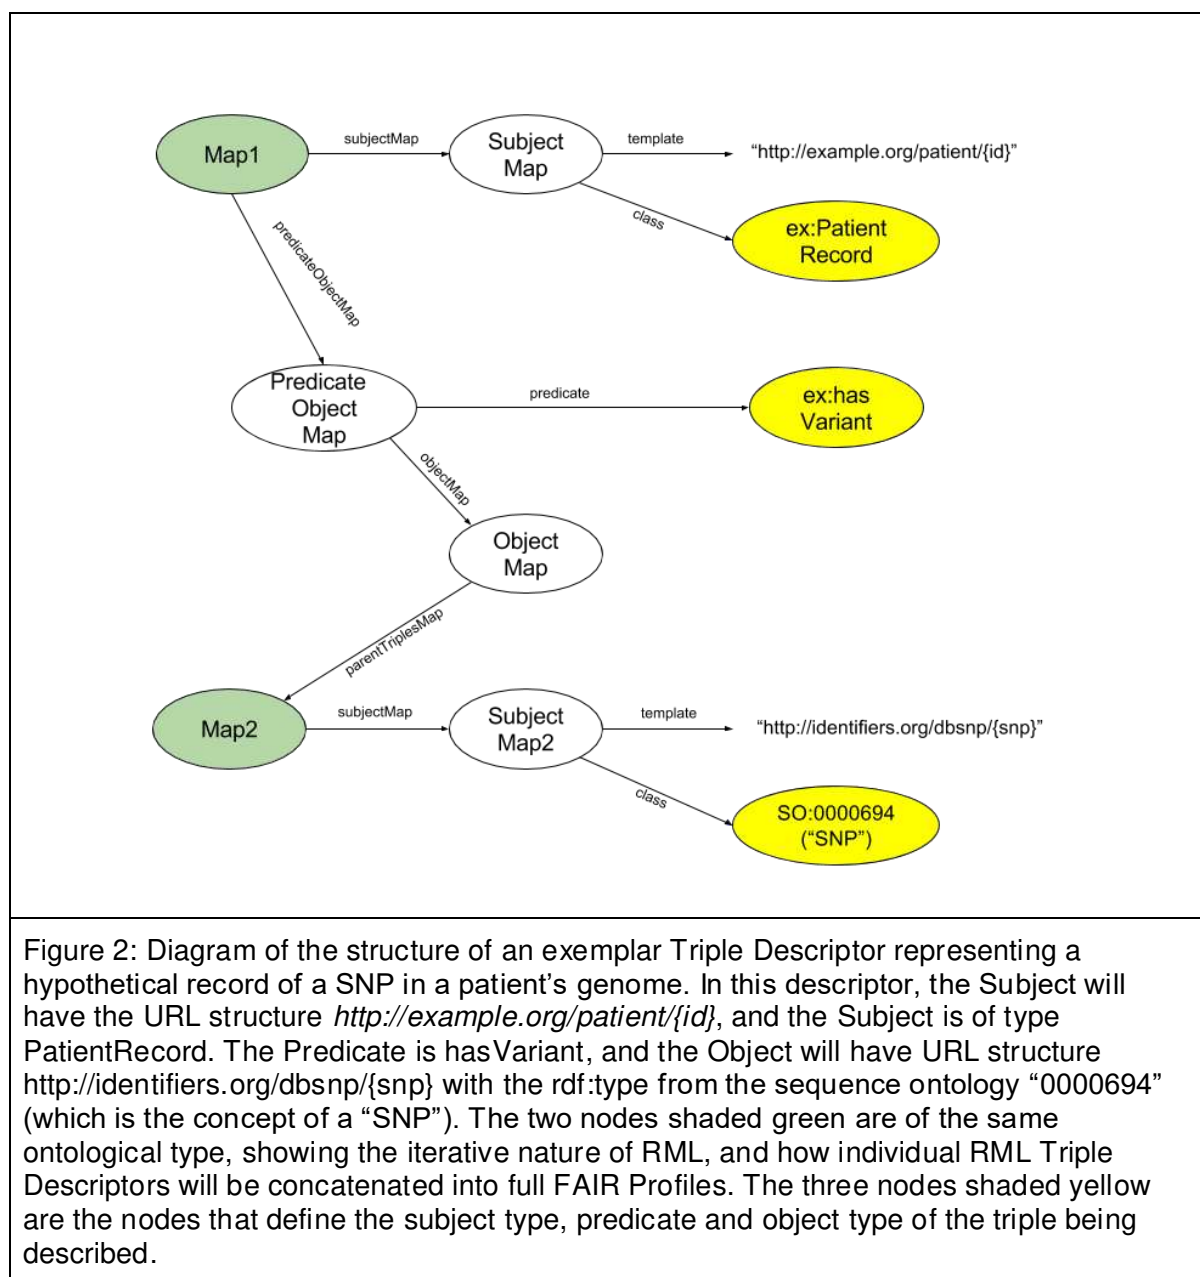 Map1
subjectMap
Subject
Map
template
“http://example.org/patient/{id}”
class
ex:Patient
Record
predicateObjectMap
Predicate
Object
Map
predicate
ex:has
Variant
objectMap
Object
Map
parentTriplesMap
Map2
subjectMap
Subject
Map2
template
“http://identifiers.org/dbsnp/{snp}”
class
SO:0000694
(“SNP”)
Figure 2: Diagram of the structure of an exemplar Triple Descriptor representing a
hypothetical record of a SNP in a patient’s genome. In this descriptor, the Subject will
have the URL structure http://example.org/patient/{id}, and the Subject is of type
PatientRecord. The Predicate is hasVariant, and the Object will have URL structure
http://identifiers.org/dbsnp/{snp} with the rdf:type from the sequence ontology “0000694”
(which is the concept of a “SNP”). The two nodes shaded green are of the same
ontological type, showing the iterative nature of RML, and how individual RML Triple
Descriptors will be concatenated into full FAIR Profiles. The three nodes shaded yellow
are the nodes that define the subject type, predicate and object type of the triple being
described.